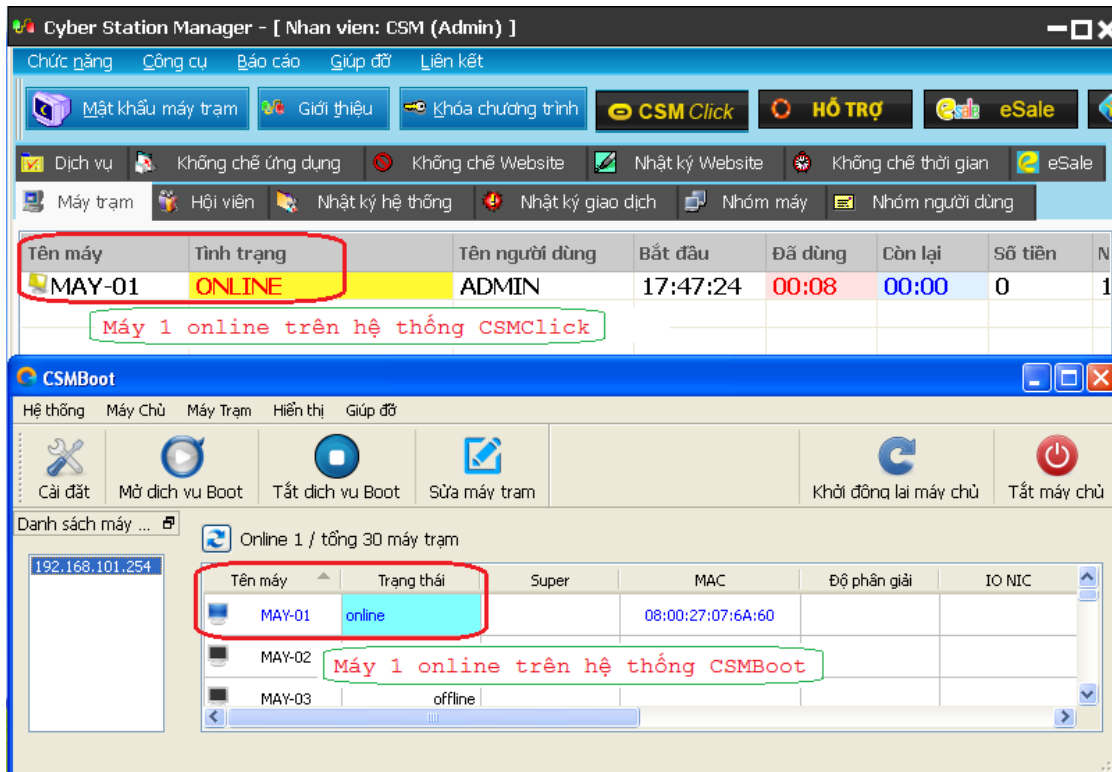 Cyber Station Manager - [ Nhan vien: CSM (Admin) ]
Chức năng Công cụ Báo cáo Giúp đỡ Liên kết
Mật khẩu máy trạm Giới thiệu Khóa chương trình CSM Click HỖ TRỢ eSale
Dịch vụ Khống chế ứng dụng Khống chế Website Nhật ký Website Khống chế thời gian eSale
Máy trạm Hội viên Nhật ký hệ thống Nhật ký giao dịch Nhóm máy Nhóm người dùng
Tên máy Tình trạng Tên người dùng Bắt đầu Đã dùng Còn lại Số tiền N
MAY-01 ONLINE ADMIN 17:47:24 00:08 00:00 0 1
Máy 1 online trên hệ thống CSMClick
CSMBoot
Hệ thống Máy Chủ Máy Trạm Hiển thị Giúp đỡ
Cài đặt Mở dich vu Boot Tắt dich vu Boot Sửa máy tram Khởi đông lai máy chủ Tắt máy chủ
Danh sách máy ...
Online 1 / tổng 30 máy trạm
192.168.101.254
Tên máy Trạng thái Super MAC Độ phân giải IO NIC
MAY-01 online 08:00:27:07:6A:60
MAY-02
Máy 1 online trên hệ thống CSMBoot
MAY-03 offline